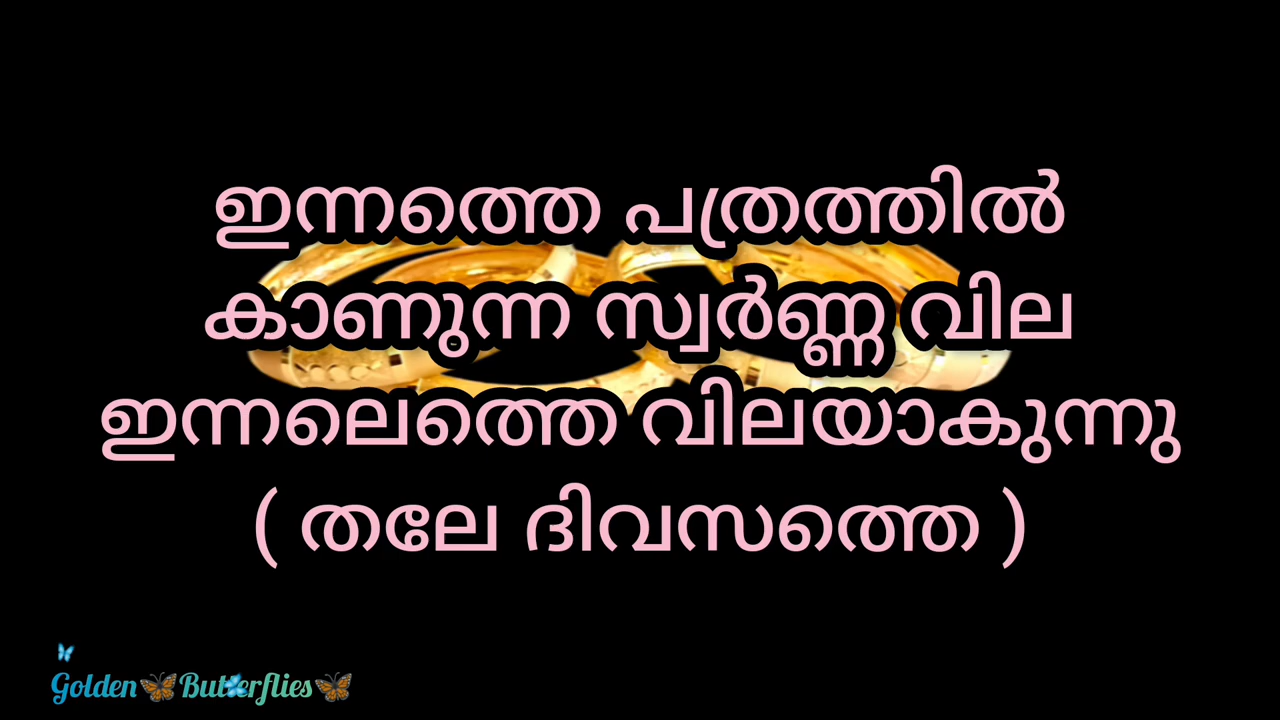 ഇന്നത്തെ പത്രത്തിൽ
കാണുന്ന സ്വർണ്ണ വില
ഇന്നലെത്തെ വിലയാകുന്നു
( തലേ ദിവസത്തെ )
Golden🦋Butterflies🦋